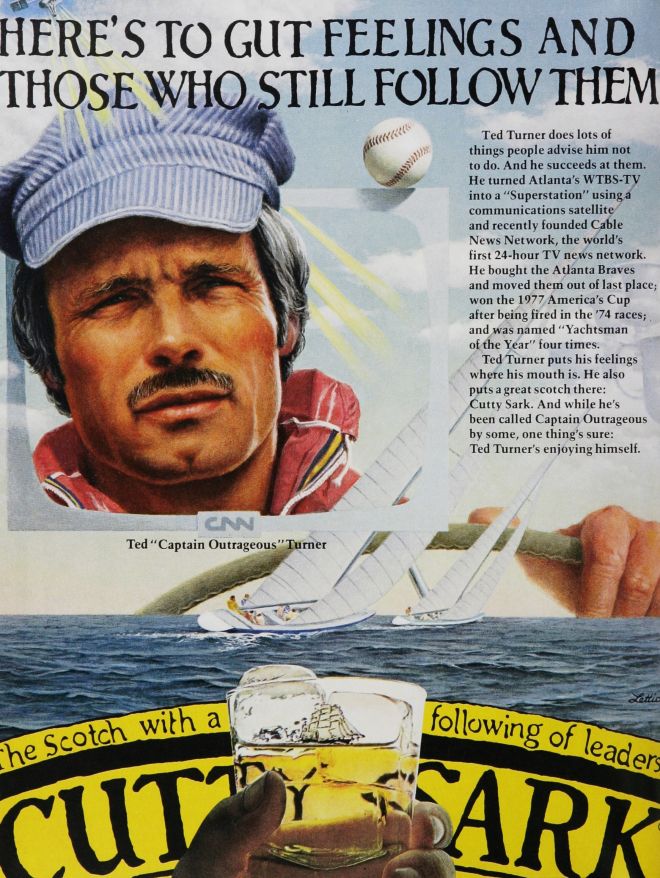 HERE'S TO GUT FEELINGS AND
THOSE WHO STILL FOLLOW THEM
Ted Turner does lots of
things people advise him not
to do. And he succeeds at them.
He turned Atlanta's WTBS-TV
into a "Superstation" using a
communications satellite
and recently founded Cable
News Network, the world's
first 24-hour TV news network.
He bought the Atlanta Braves
and moved them out of last place;
won the 1977 America's Cup
after being fired in the '74 races;
and was named "Yachtsman
of the Year" four times.
Ted Turner puts his feelings
where his mouth is. He also
puts a great scotch there:
Cutty Sark. And while he's
been called Captain Outrageous
by some, one thing's sure:
Ted Turner's enjoying himself.
CNN
Ted "Captain Outrageous" Turner
The Scotch with a following of leaders
CUTTY SARK